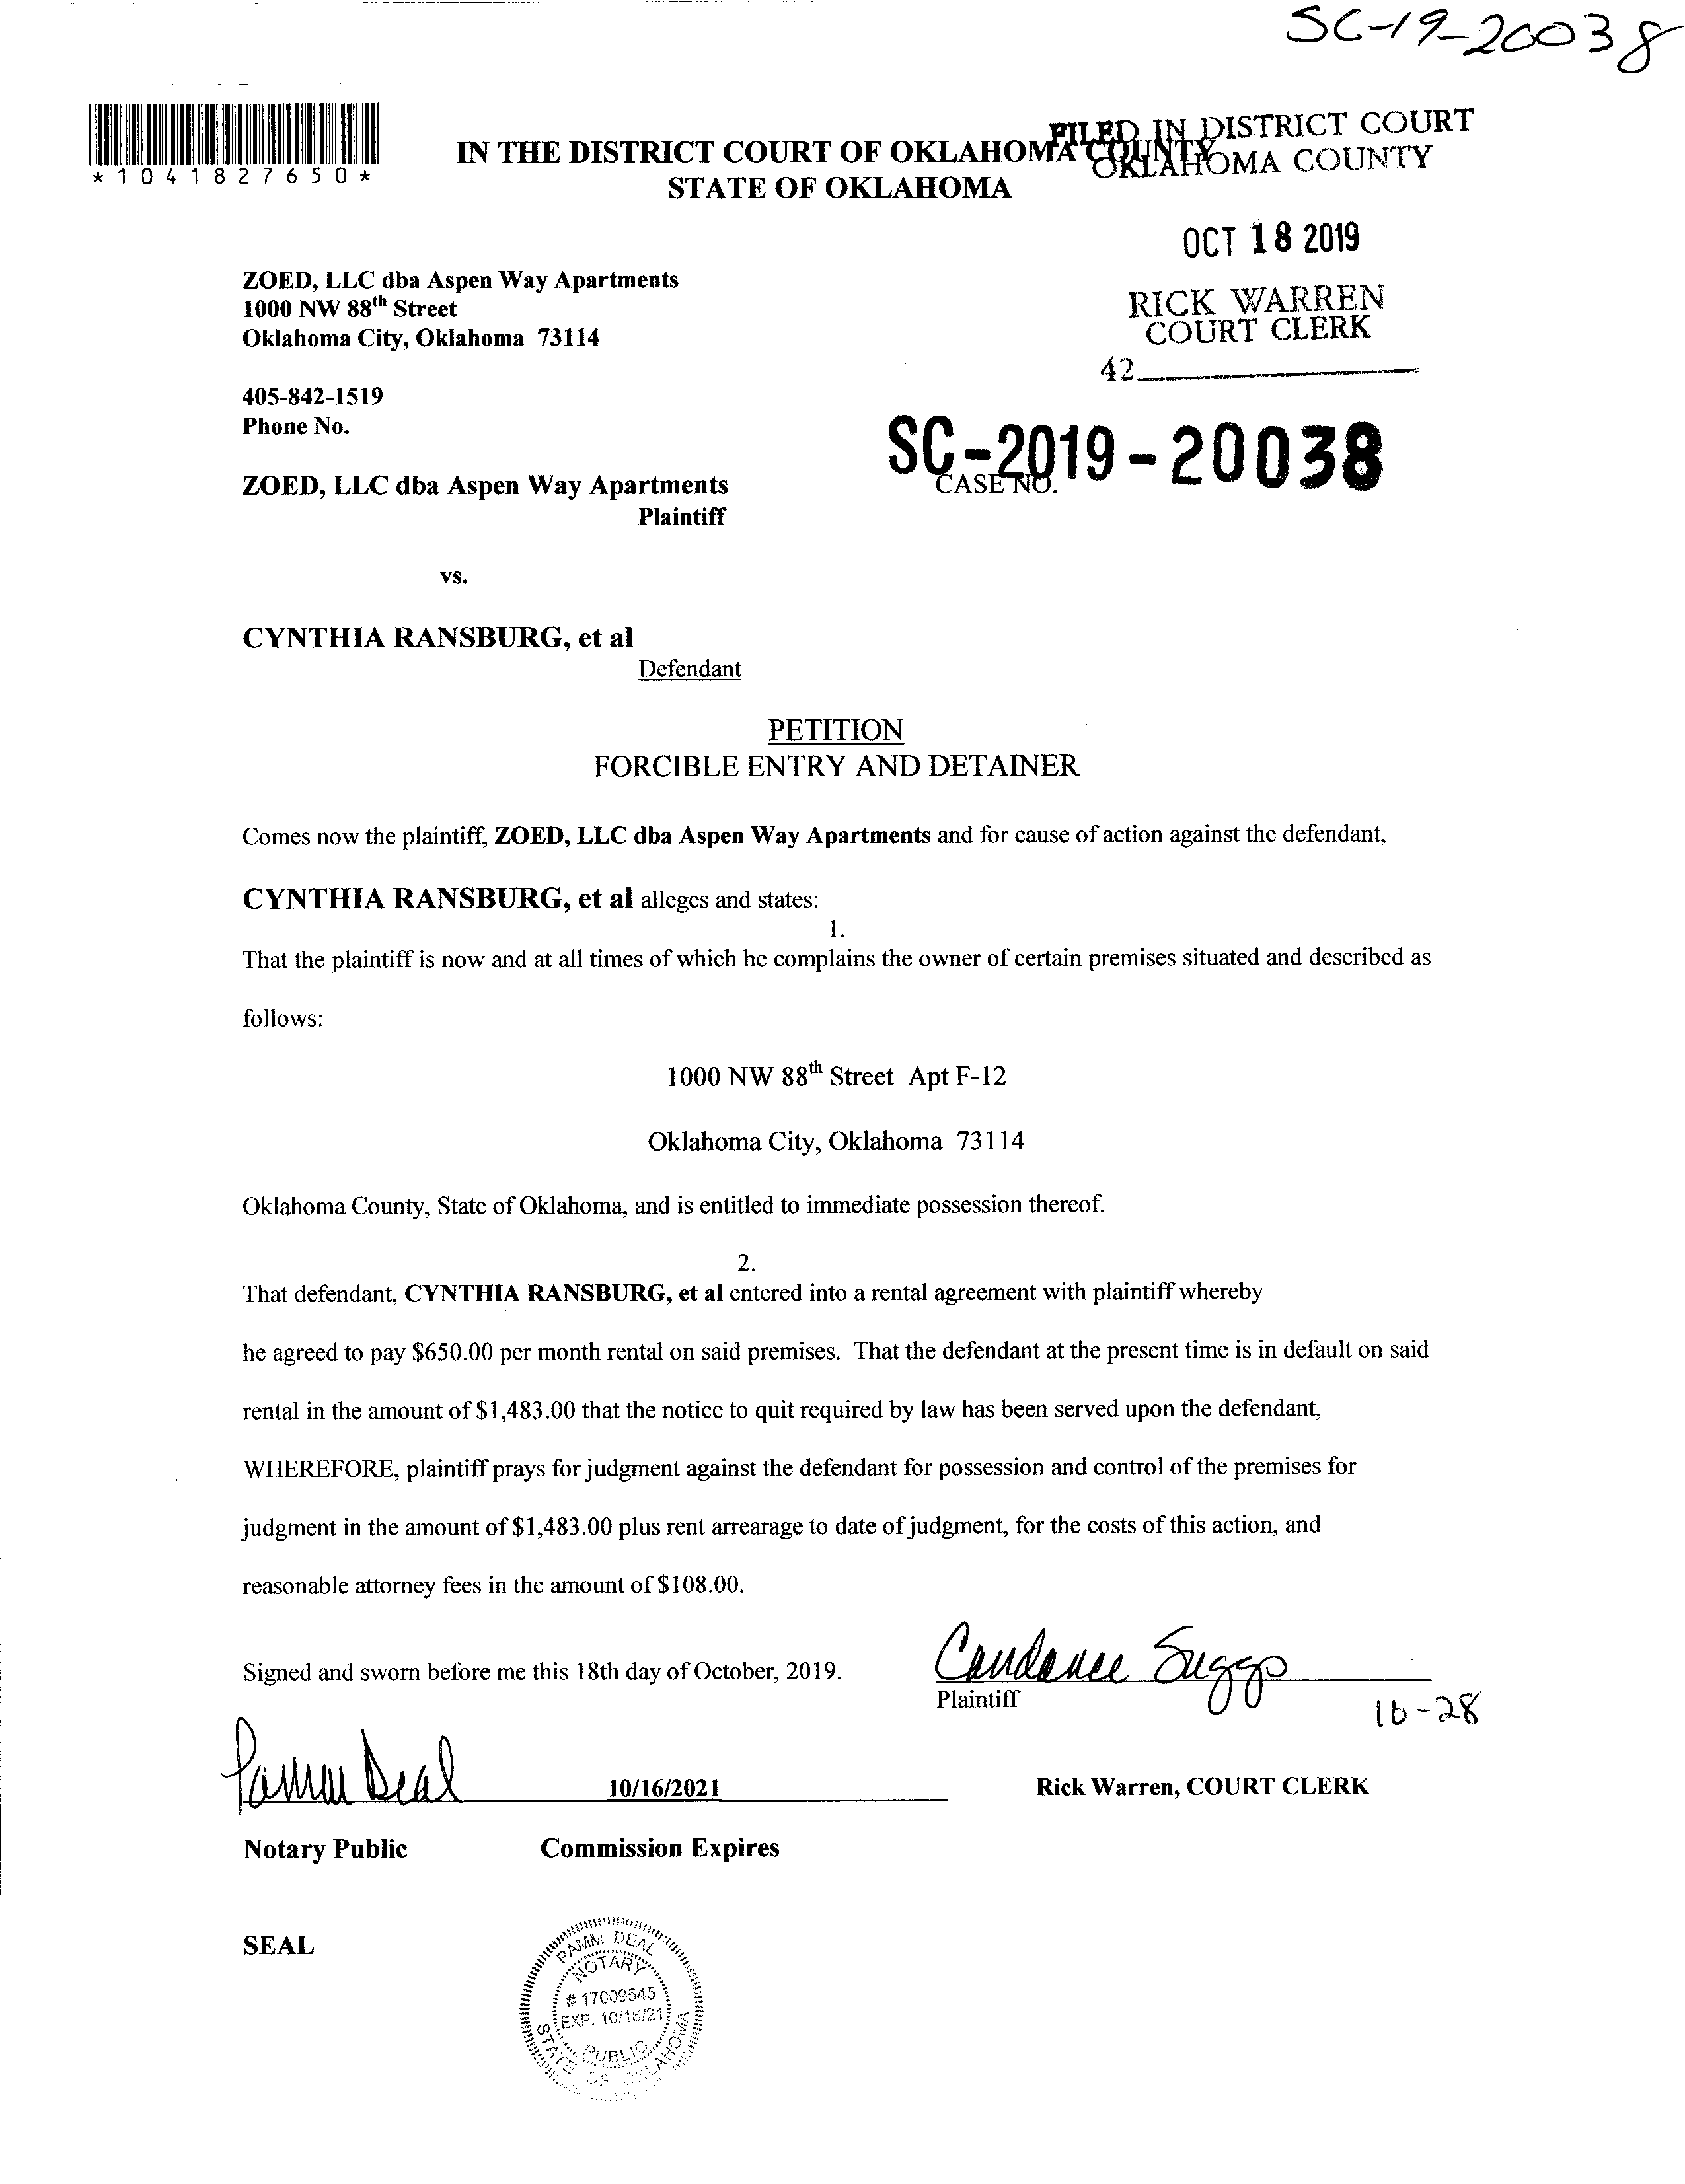 SC-19-20038
*1041827650*
IN THE DISTRICT COURT OF OKLAHOMA COUNTY
STATE OF OKLAHOMA
FILED IN DISTRICT COURT
OKLAHOMA COUNTY
OCT 18 2019
RICK WARREN
COURT CLERK
42
ZOED, LLC dba Aspen Way Apartments
1000 NW 88th Street
Oklahoma City, Oklahoma 73114
405-842-1519
Phone No.
SC-2019-20038
CASE NO.
ZOED, LLC dba Aspen Way Apartments
Plaintiff
vs.
CYNTHIA RANSBURG, et al
Defendant
PETITION
FORCIBLE ENTRY AND DETAINER
Comes now the plaintiff, ZOED, LLC dba Aspen Way Apartments and for cause of action against the defendant,
CYNTHIA RANSBURG, et al alleges and states:
1.
That the plaintiff is now and at all times of which he complains the owner of certain premises situated and described as
follows:
1000 NW 88th Street Apt F-12
Oklahoma City, Oklahoma 73114
Oklahoma County, State of Oklahoma, and is entitled to immediate possession thereof.
2.
That defendant, CYNTHIA RANSBURG, et al entered into a rental agreement with plaintiff whereby
he agreed to pay $650.00 per month rental on said premises. That the defendant at the present time is in default on said
rental in the amount of $1,483.00 that the notice to quit required by law has been served upon the defendant,
WHEREFORE, plaintiff prays for judgment against the defendant for possession and control of the premises for
judgment in the amount of $1,483.00 plus rent arrearage to date of judgment, for the costs of this action, and
reasonable attorney fees in the amount of $108.00.
Signed and sworn before me this 18th day of October, 2019.
Candance Suggs
Plaintiff
10-28
Pamm Deal
10/16/2021
Rick Warren, COURT CLERK
Notary Public
Commission Expires
SEAL
PAMM DEAL
NOTARY
# 17009545
EXP. 10/16/21
PUBLIC
STATE OF OKLAHOMA